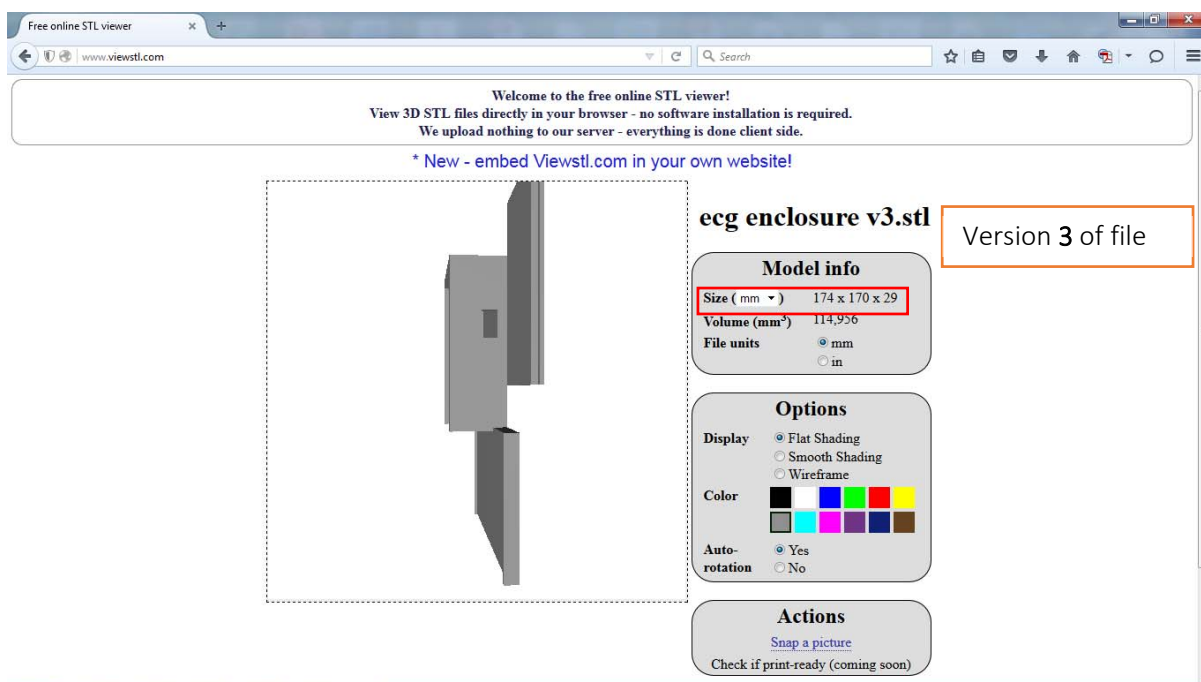 Free online STL viewer
www.viewstl.com
Search
Welcome to the free online STL viewer!
View 3D STL files directly in your browser - no software installation is required.
We upload nothing to our server - everything is done client side.
* New - embed Viewstl.com in your own website!
ecg enclosure v3.stl
Version 3 of file
Model info
Size ( mm ) 174 x 170 x 29
Volume (mm³) 114,956
File units mm
in
Options
Display Flat Shading
Smooth Shading
Wireframe
Color
Auto- Yes
rotation No
Actions
Snap a picture
Check if print-ready (coming soon)